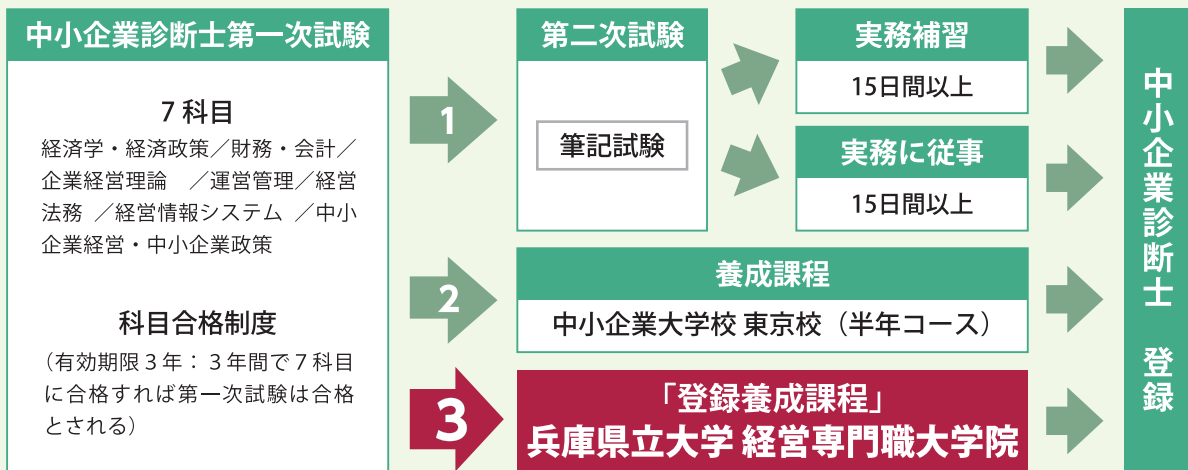 中小企業診断士第一次試験
7 科目
経済学・経済政策／財務・会計／
企業経営理論　／運営管理／経営
法務 ／経営情報システム ／中小
企業経営・中小企業政策
科目合格制度
（有効期限３年：３年間で７科目
に合格すれば第一次試験は合格
とされる）
1
第二次試験
筆記試験
実務補習
15日間以上
実務に従事
15日間以上
2
養成課程
中小企業大学校 東京校（半年コース）
3
「登録養成課程」
兵庫県立大学 経営専門職大学院
中小企業診断士　登録